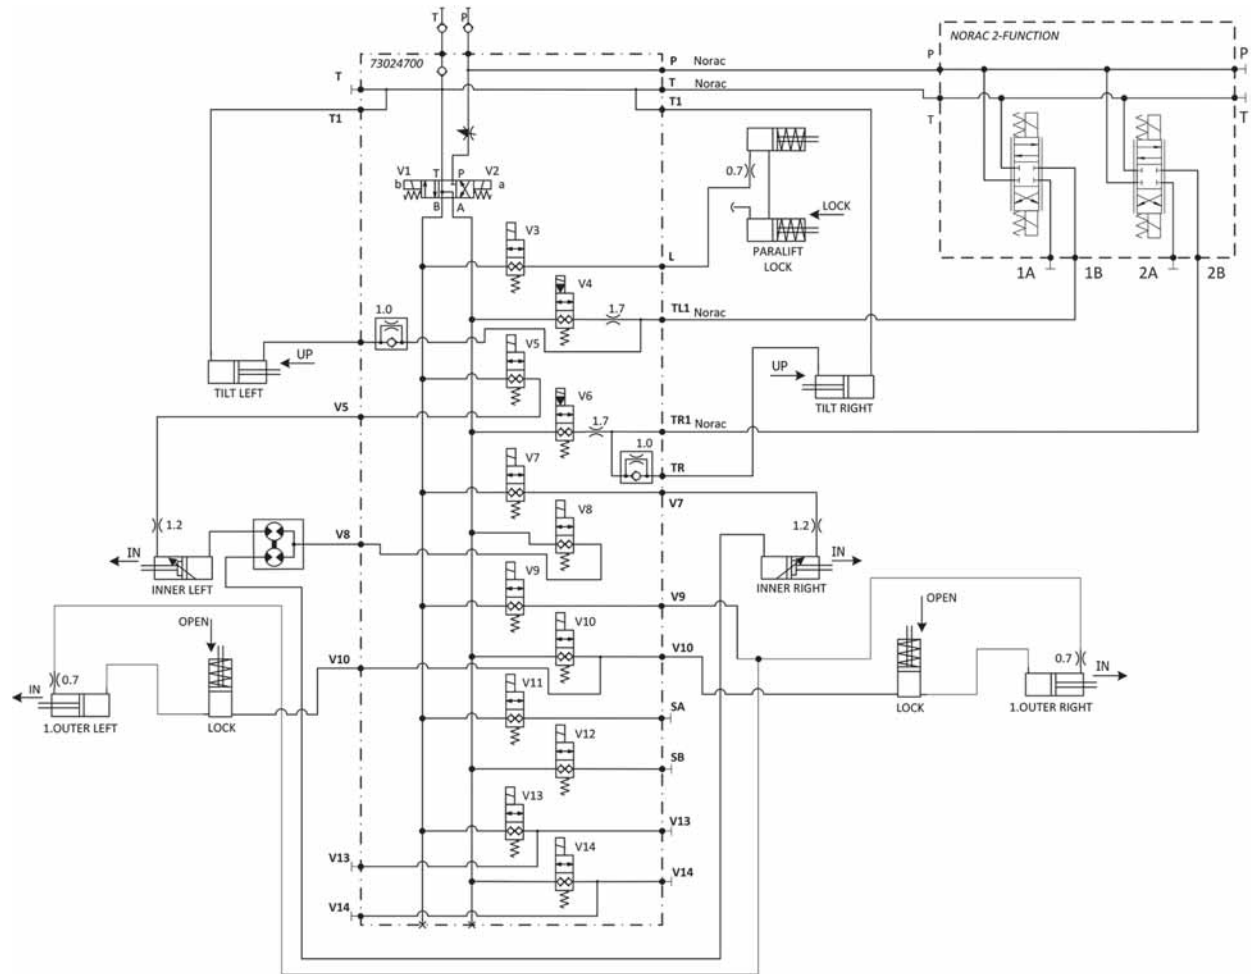 T P
73024700
NORAC 2-FUNCTION
P Norac
P
P
T
T Norac
T
T
T1
T1
V1 T P V2
b a
B A
0.7
LOCK
PARALIFT
LOCK
V3
L
1A 1B 2A 2B
V4
1.0
1.7
TL1 Norac
V5
UP
TILT LEFT
UP
TILT RIGHT
V6
V5
1.7
TR1 Norac
1.0
TR
V7
V7
V8
1.2
1.2
V8
IN
IN
INNER LEFT
INNER RIGHT
V9
V9
OPEN
OPEN
V10
V10
V10
0.7
0.7
IN
IN
V11
1.OUTER LEFT
LOCK
LOCK
1.OUTER RIGHT
SA
V12
SB
V13
V13
V13
V14
V14
V14